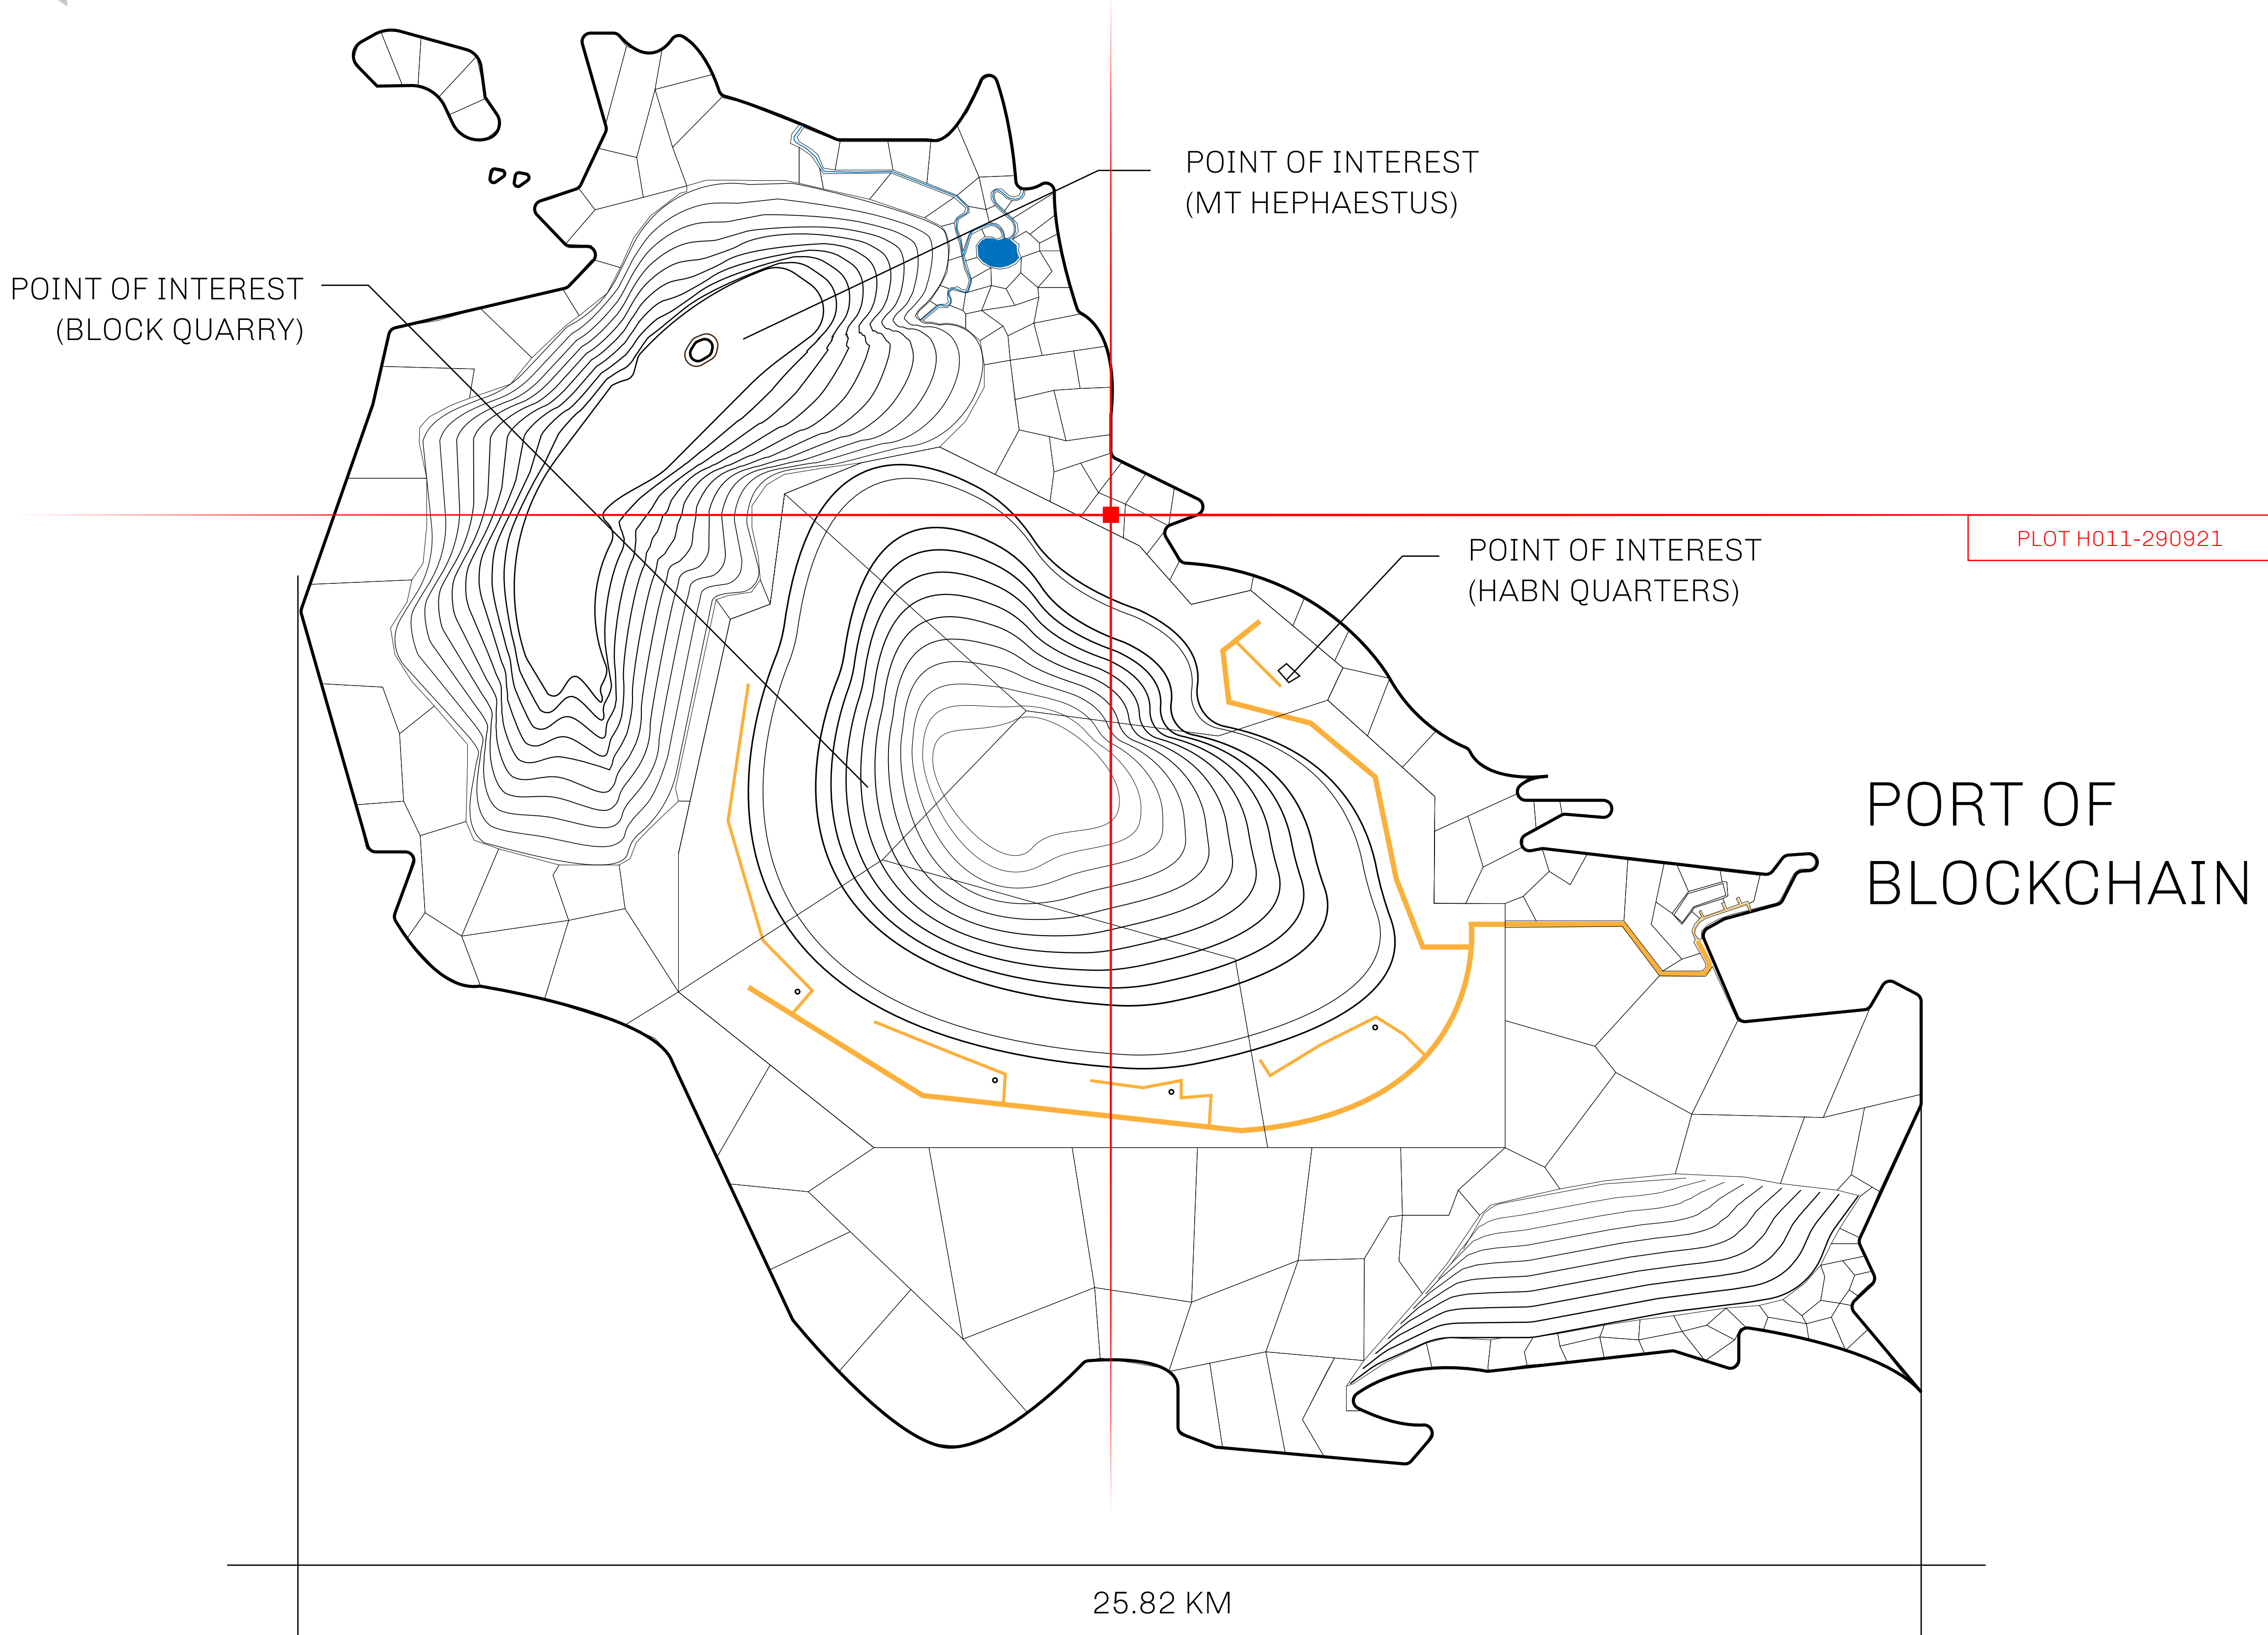 POINT OF INTEREST
(MT HEPHAESTUS)
POINT OF INTEREST
(BLOCK QUARRY)
PLOT H011-290921
POINT OF INTEREST
(HABN QUARTERS)
PORT OF
BLOCKCHAIN
25.82 KM